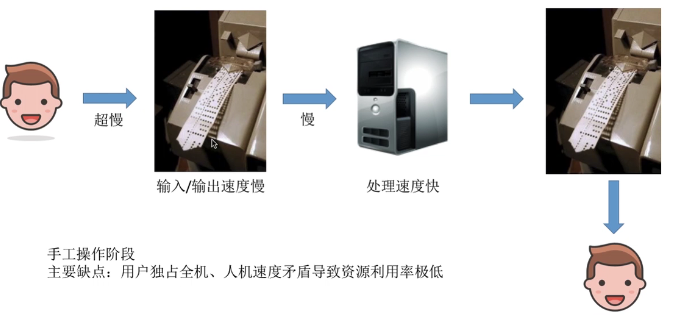 超慢
慢
输入/输出速度慢
处理速度快
手工操作阶段
主要缺点：用户独占全机、人机速度矛盾导致资源利用率极低